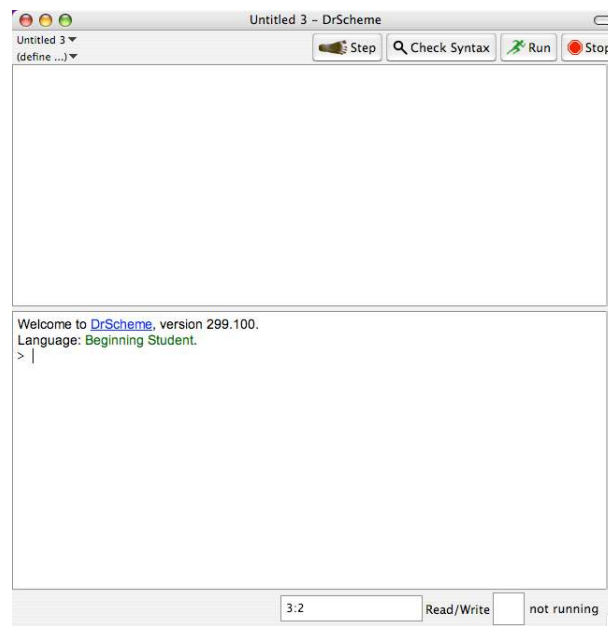 Untitled 3 - DrScheme
Untitled 3
(define ...)
Step
Check Syntax
Run
Stop
Welcome to DrScheme, version 299.100.
Language: Beginning Student.
>
3:2
Read/Write
not running